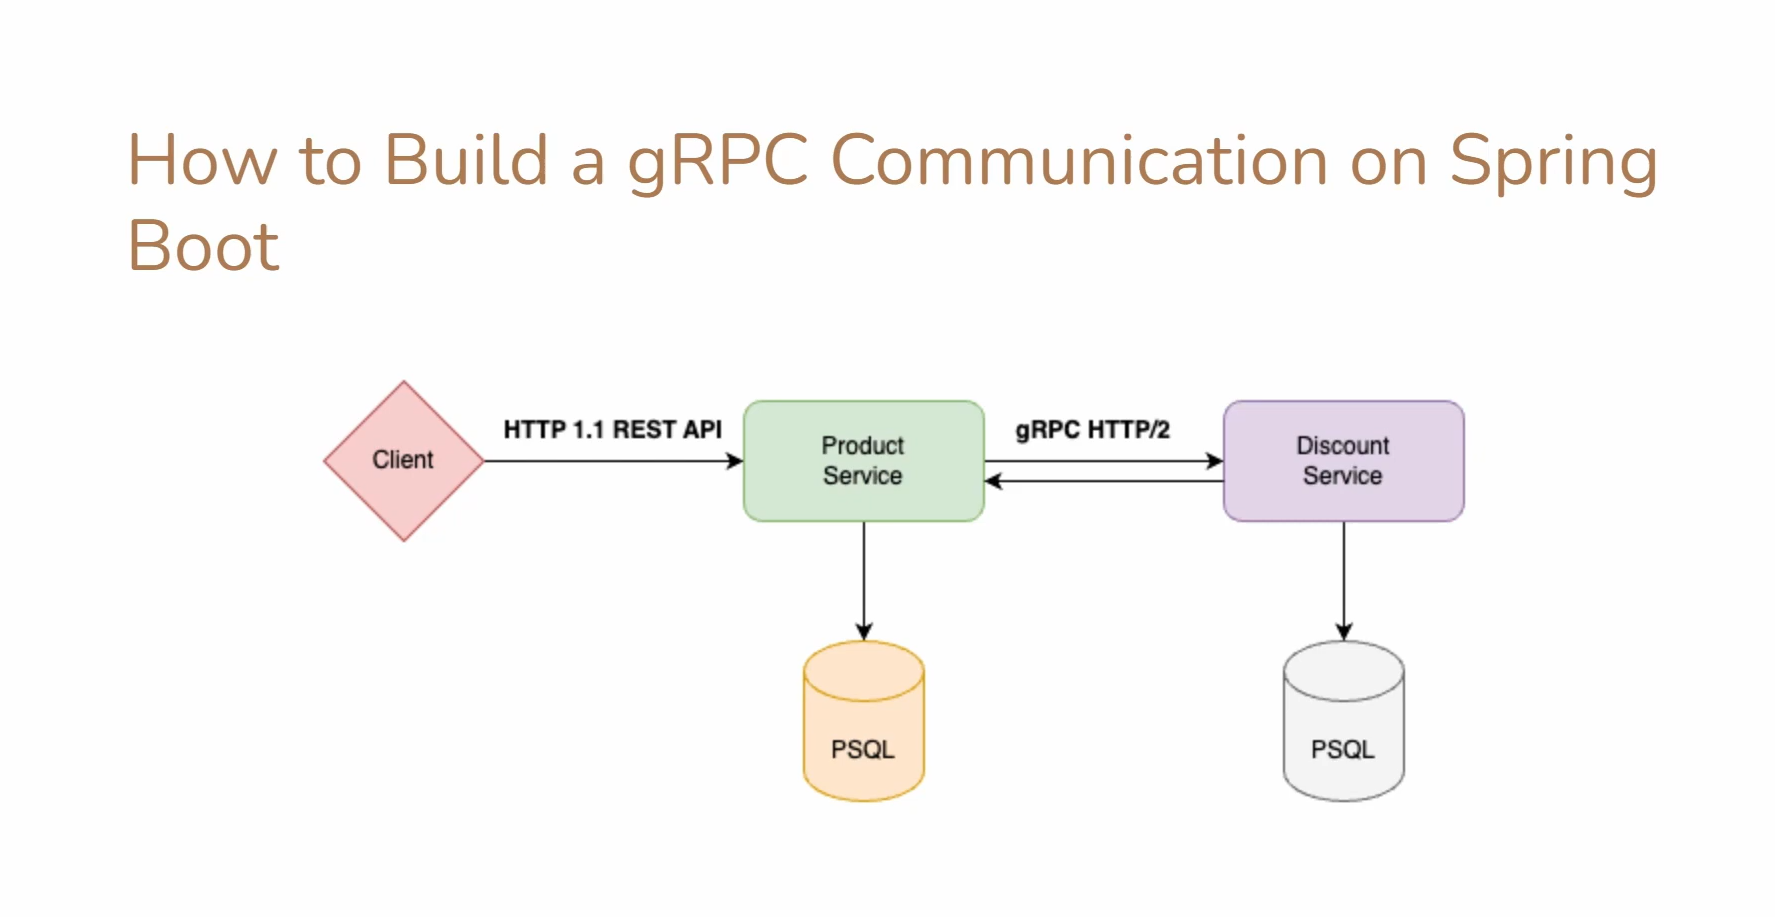 How to Build a gRPC Communication on Spring
Boot
Client
HTTP 1.1 REST API
Product
Service
gRPC HTTP/2
Discount
Service
PSQL
PSQL